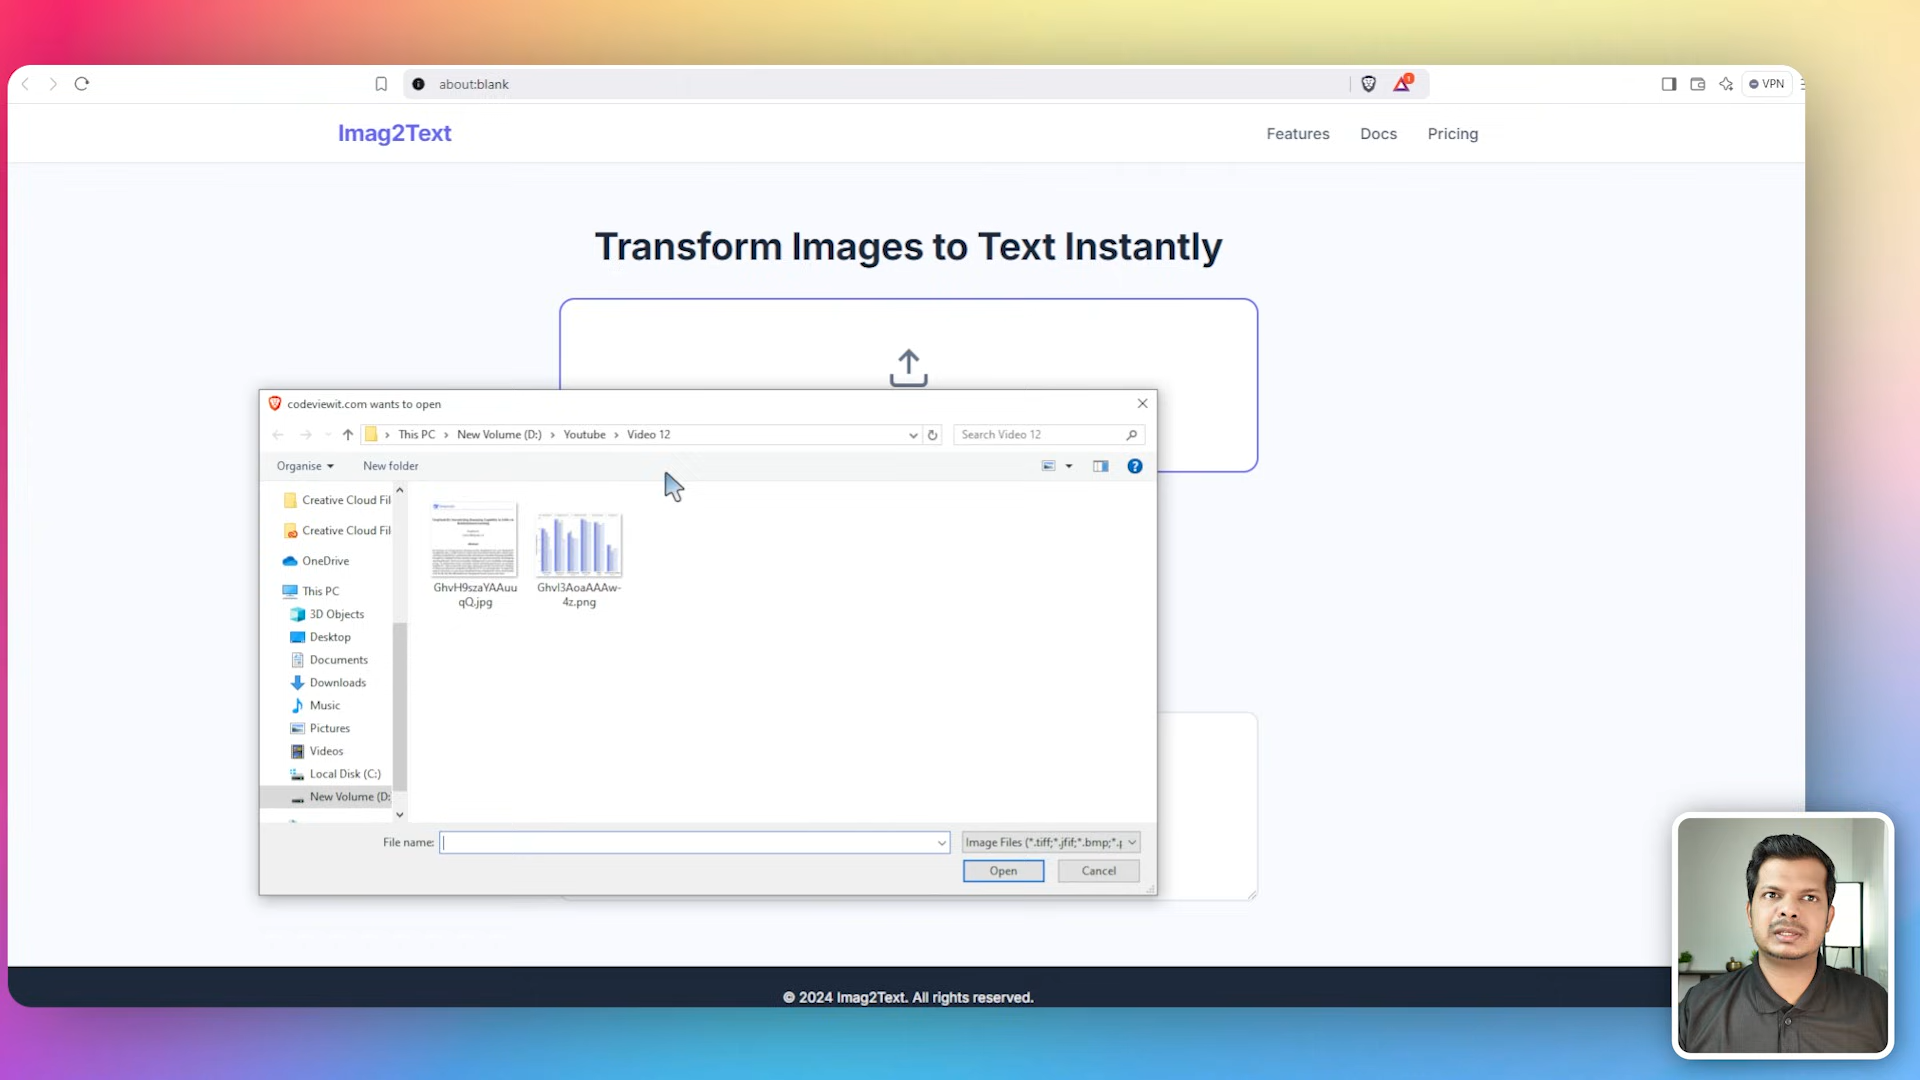 about:blank
1
VPN
Imag2Text
Features
Docs
Pricing
Transform Images to Text Instantly
codeviewit.com wants to open
This PC
New Volume (D:)
Youtube
Video 12
Search Video 12
Organise
New folder
?
Creative Cloud Fil
Creative Cloud Fil
OneDrive
This PC
3D Objects
Desktop
Documents
Downloads
Music
Pictures
Videos
Local Disk (C:)
New Volume (D:
GhvH9szaYAAuu
qQ.jpg
GhvI3AoaAAAw-
4z.png
File name:
Image Files (*.tiff;*.jfif;*.bmp;*.p
Open
Cancel
© 2024 Imag2Text. All rights reserved.